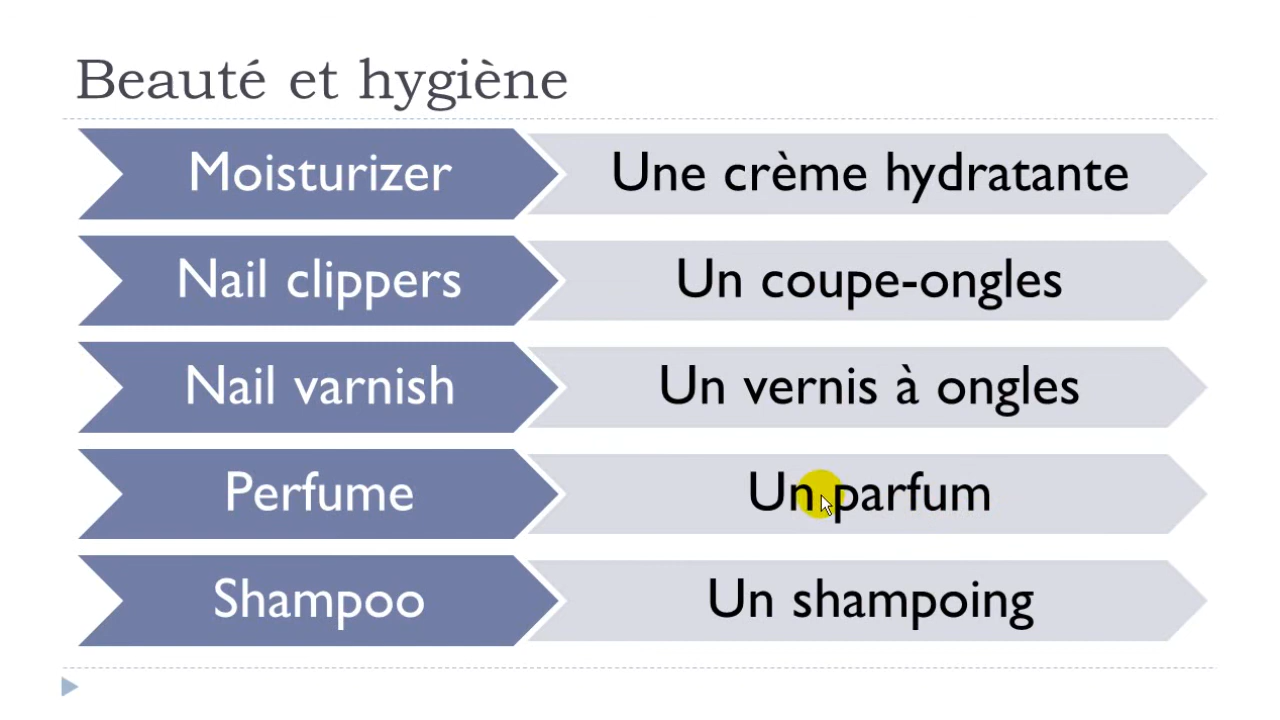 Beauté et hygiène
Moisturizer
Une crème hydratante
Nail clippers
Un coupe-ongles
Nail varnish
Un vernis à ongles
Perfume
Un parfum
Shampoo
Un shampoing